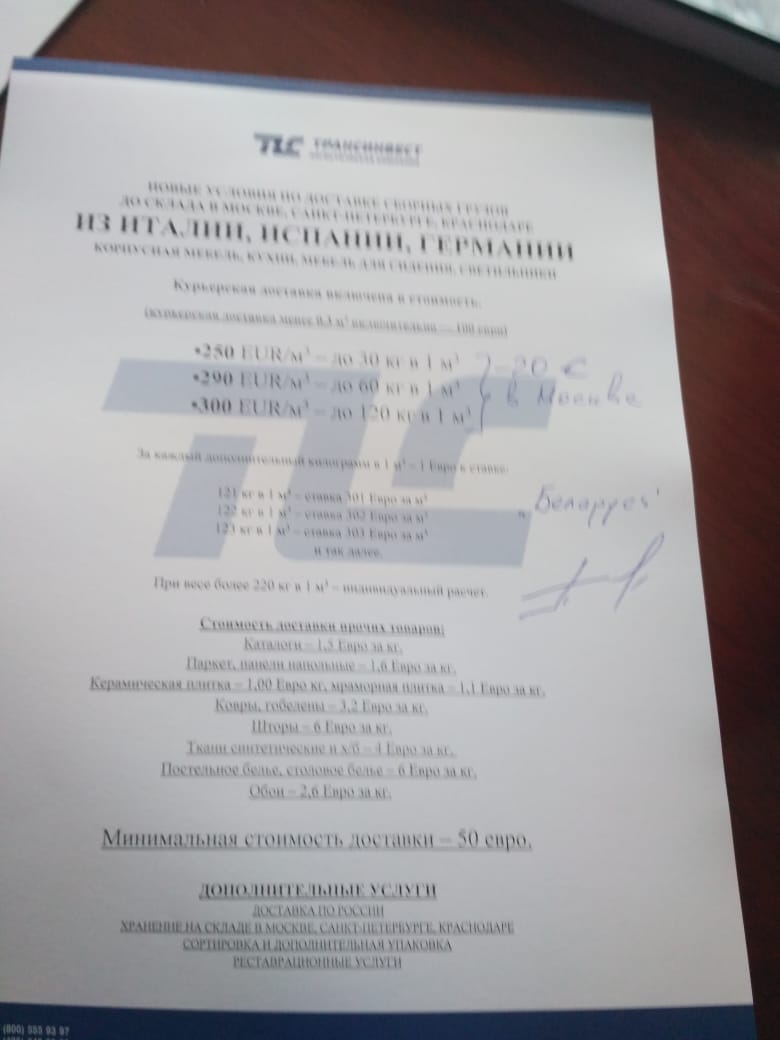 TLC ТРАНСИНВЕСТ
НОВЫЕ УСЛОВИЯ ПО ДОСТАВКЕ СБОРНЫХ ГРУЗОВ
ДО СКЛАДА В МОСКВЕ, САНКТ-ПЕТЕРБУРГЕ, КРАСНОДАРЕ
ИЗ ИТАЛИИ, ИСПАНИИ, ГЕРМАНИИ
КОРПУСНАЯ МЕБЕЛЬ, КУХНИ, МЕБЕЛЬ ДЛЯ СИДЕНИЯ, СВЕТИЛЬНИКИ
Курьерская доставка включена в стоимость.
(курьерская доставка менее 0,3 м³ включительно — 100 евро)
•250 EUR/м³ – до 30 кг в 1 м³
•290 EUR/м³ – до 60 кг в 1 м³
•300 EUR/м³ – до 120 кг в 1 м³
-20 €
в Москве
За каждый дополнительный килограмм в 1 м³ – 1 Евро к ставке:
121 кг в 1 м³ – ставка 301 Евро за м³
122 кг в 1 м³ – ставка 302 Евро за м³
123 кг в 1 м³ – ставка 303 Евро за м³
и так далее.
Беларусь
При весе более 220 кг в 1 м³ – индивидуальный расчет.
Стоимость доставки прочих товаров:
Каталоги – 1,5 Евро за кг.
Паркет, панели напольные – 1,6 Евро за кг.
Керамическая плитка – 1,00 Евро кг, мраморная плитка – 1,1 Евро за кг.
Ковры, гобелены – 3,2 Евро за кг.
Шторы – 6 Евро за кг.
Ткани синтетические и х/б – 4 Евро за кг.
Постельное белье, столовое белье – 6 Евро за кг.
Обои – 2,6 Евро за кг.
Минимальная стоимость доставки – 50 евро.
ДОПОЛНИТЕЛЬНЫЕ УСЛУГИ
ДОСТАВКА ПО РОССИИ
ХРАНЕНИЕ НА СКЛАДЕ В МОСКВЕ, САНКТ-ПЕТЕРБУРГЕ, КРАСНОДАРЕ
СОРТИРОВКА И ДОПОЛНИТЕЛЬНАЯ УПАКОВКА
РЕСТАВРАЦИОННЫЕ УСЛУГИ
(800) 555 93 97